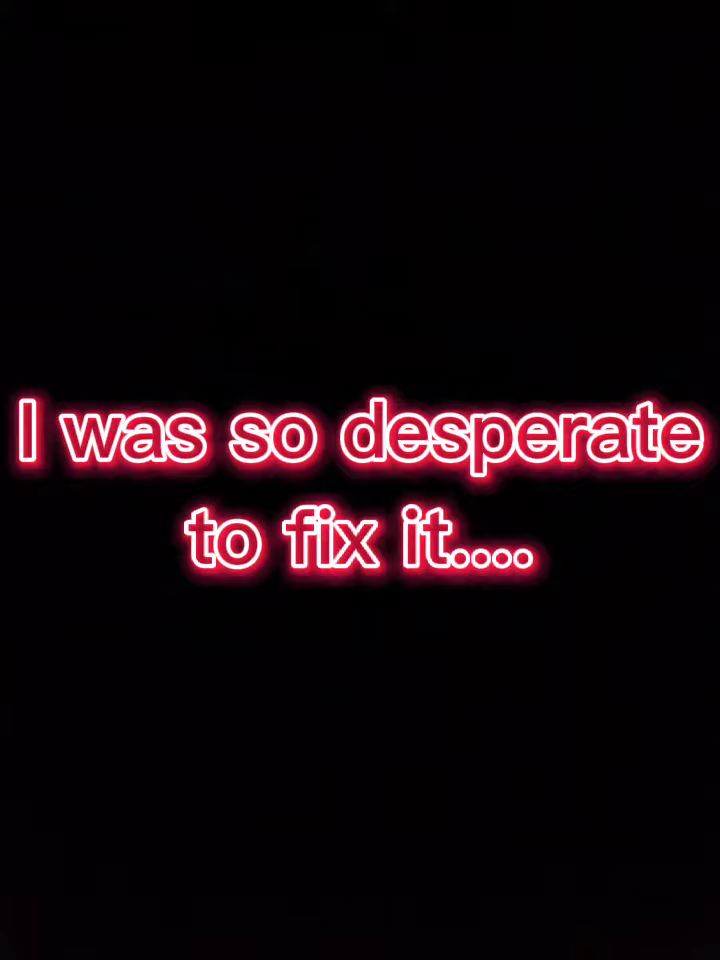 I was so desperate
to fix it....